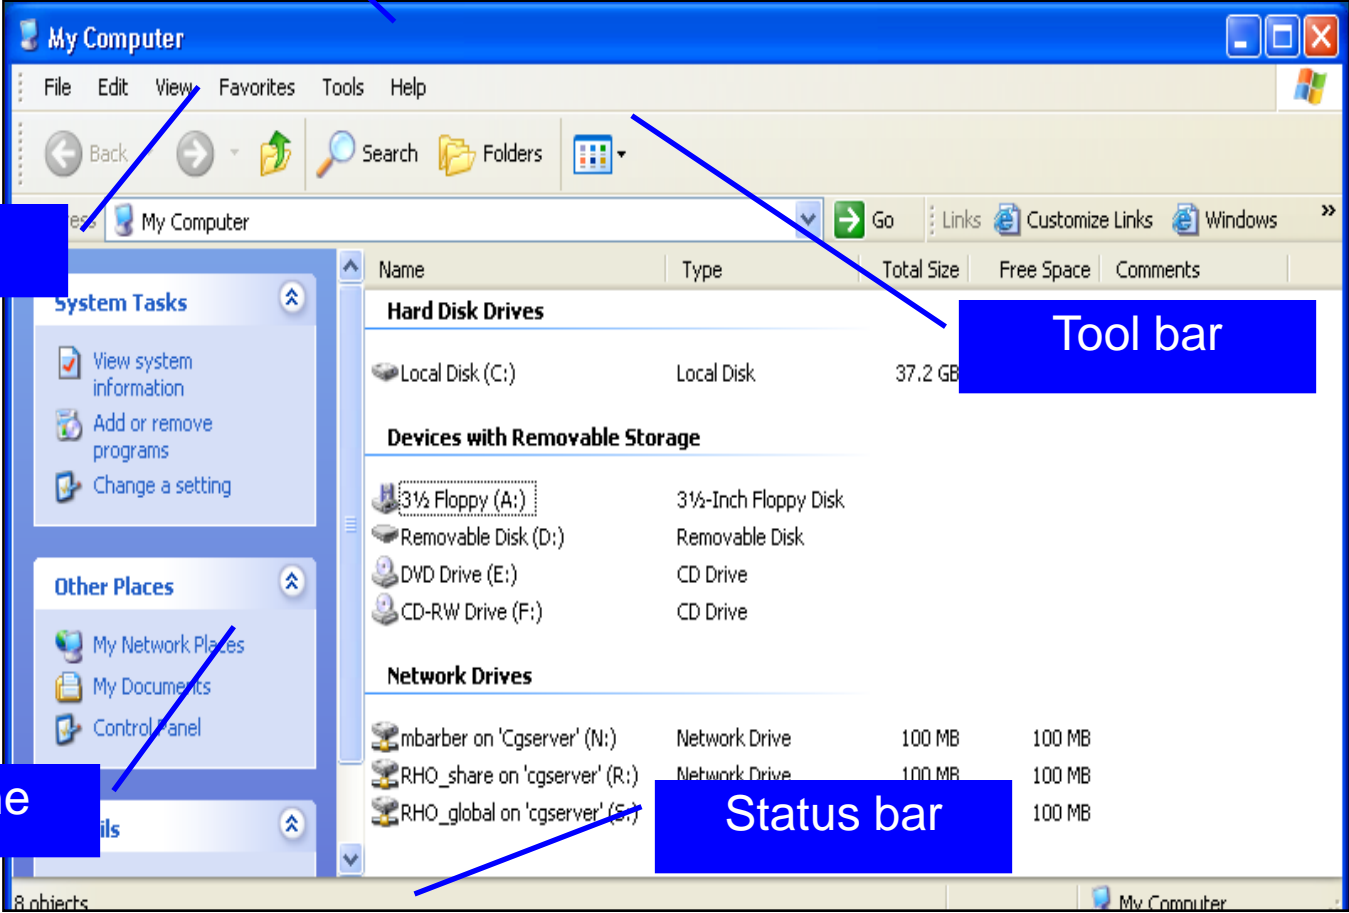 My Computer
File Edit View Favorites Tools Help
Back Search Folders
My Computer Go Links Customize Links Windows »
Name Type Total Size Free Space Comments
System Tasks
View system
information
Add or remove
programs
Change a setting
Other Places
My Network Places
My Documents
Control Panel
Hard Disk Drives
Local Disk (C:) Local Disk 37.2 GB
Tool bar
Devices with Removable Storage
3½ Floppy (A:) 3½-Inch Floppy Disk
Removable Disk (D:) Removable Disk
DVD Drive (E:) CD Drive
CD-RW Drive (F:) CD Drive
Network Drives
mbarber on 'Cgserver' (N:) Network Drive 100 MB 100 MB
RHO_share on 'cgserver' (R:) Network Drive 100 MB 100 MB
RHO_global on 'cgserver' (S:) 100 MB
Status bar
8 objects My Computer